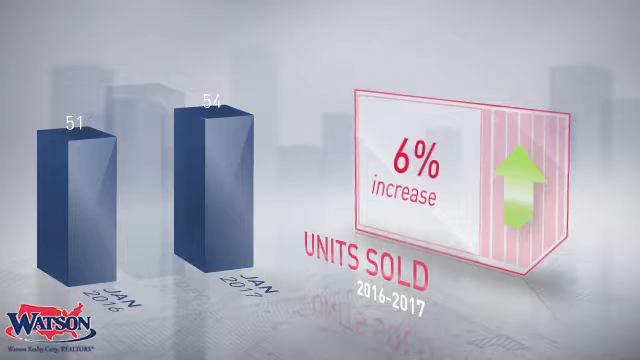 51
54
6%
increase
UNITS SOLD
2016-2017
JAN
2016
JAN
2017
WATSON
Watson Realty Corp. REALTORS®